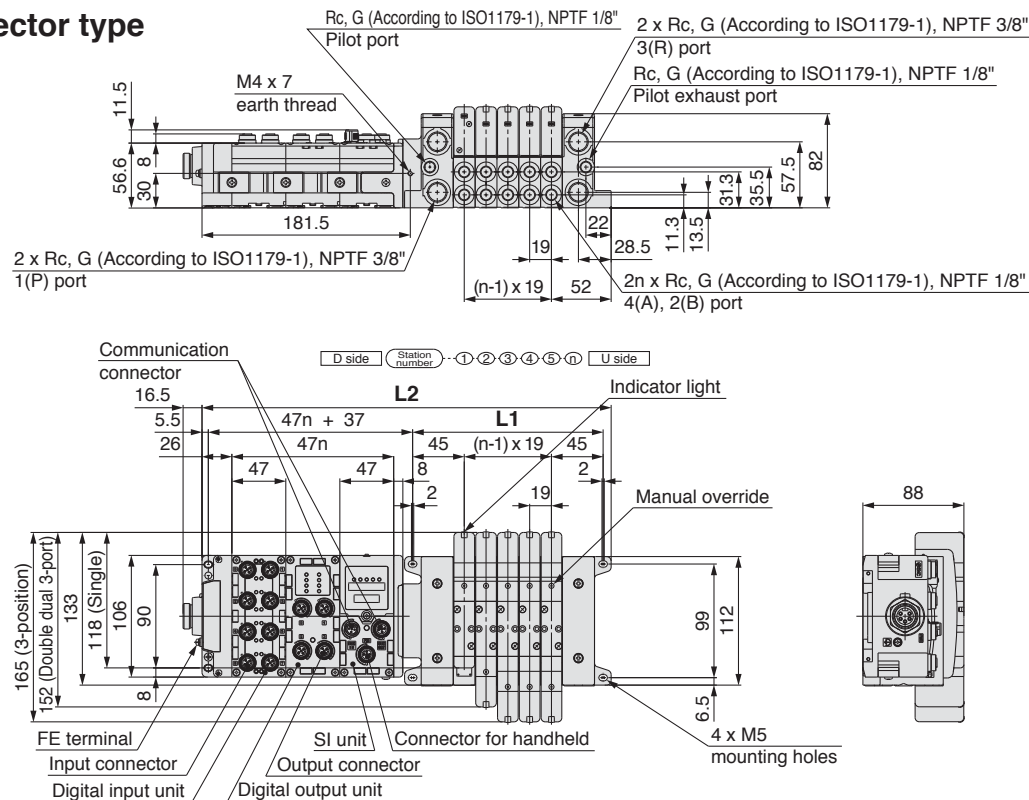 ector type
Rc, G (According to ISO1179-1), NPTF 1/8"
Pilot port
2 x Rc, G (According to ISO1179-1), NPTF 3/8"
3(R) port
M4 x 7
earth thread
Rc, G (According to ISO1179-1), NPTF 1/8"
Pilot exhaust port
11.5
8
56.6
30
181.5
82
57.5
35.5
31.3
13.5
11.3
22
28.5
19
(n-1) x 19
52
2 x Rc, G (According to ISO1179-1), NPTF 3/8"
1(P) port
2n x Rc, G (According to ISO1179-1), NPTF 1/8"
4(A), 2(B) port
Communication
connector
D side
Station
number
1 2 3 4 5 n
U side
Indicator light
16.5
L2
5.5
47n + 37
L1
26
47n
45
(n-1) x 19
45
47
47
8
2
19
2
Manual override
88
165 (3-position)
152 (Double dual 3-port)
133
118 (Single)
106
90
8
99
112
6.5
FE terminal
SI unit
Connector for handheld
4 x M5
mounting holes
Input connector
Output connector
Digital input unit
Digital output unit